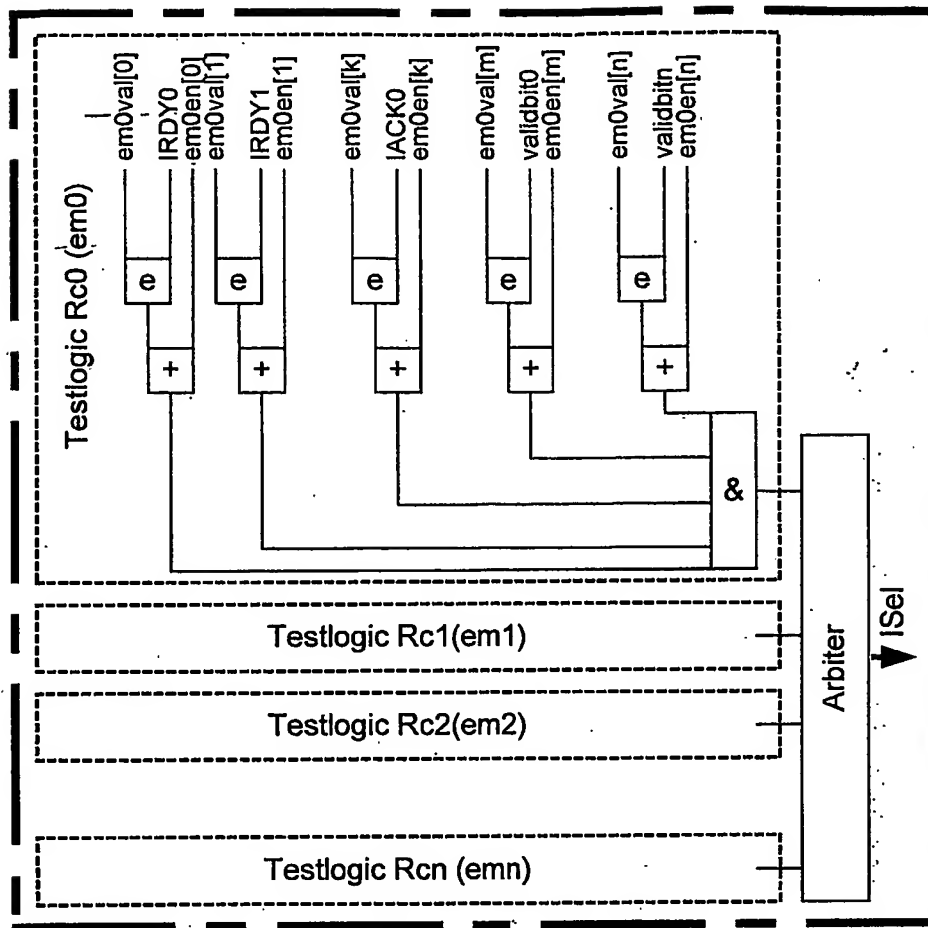 Testlogic Rc0 (em0)
em0val[0]
IRDY0
em0en[0]
em0val[1]
IRDY1
em0en[1]
em0val[k]
IACK0
em0en[k]
em0val[m]
validbit0
em0en[m]
em0val[n]
validbitn
em0en[n]
e
e
e
e
e
+
+
+
+
+
&
Testlogic Rc1(em1)
Testlogic Rc2(em2)
Testlogic Rcn (emn)
Arbiter
ISel